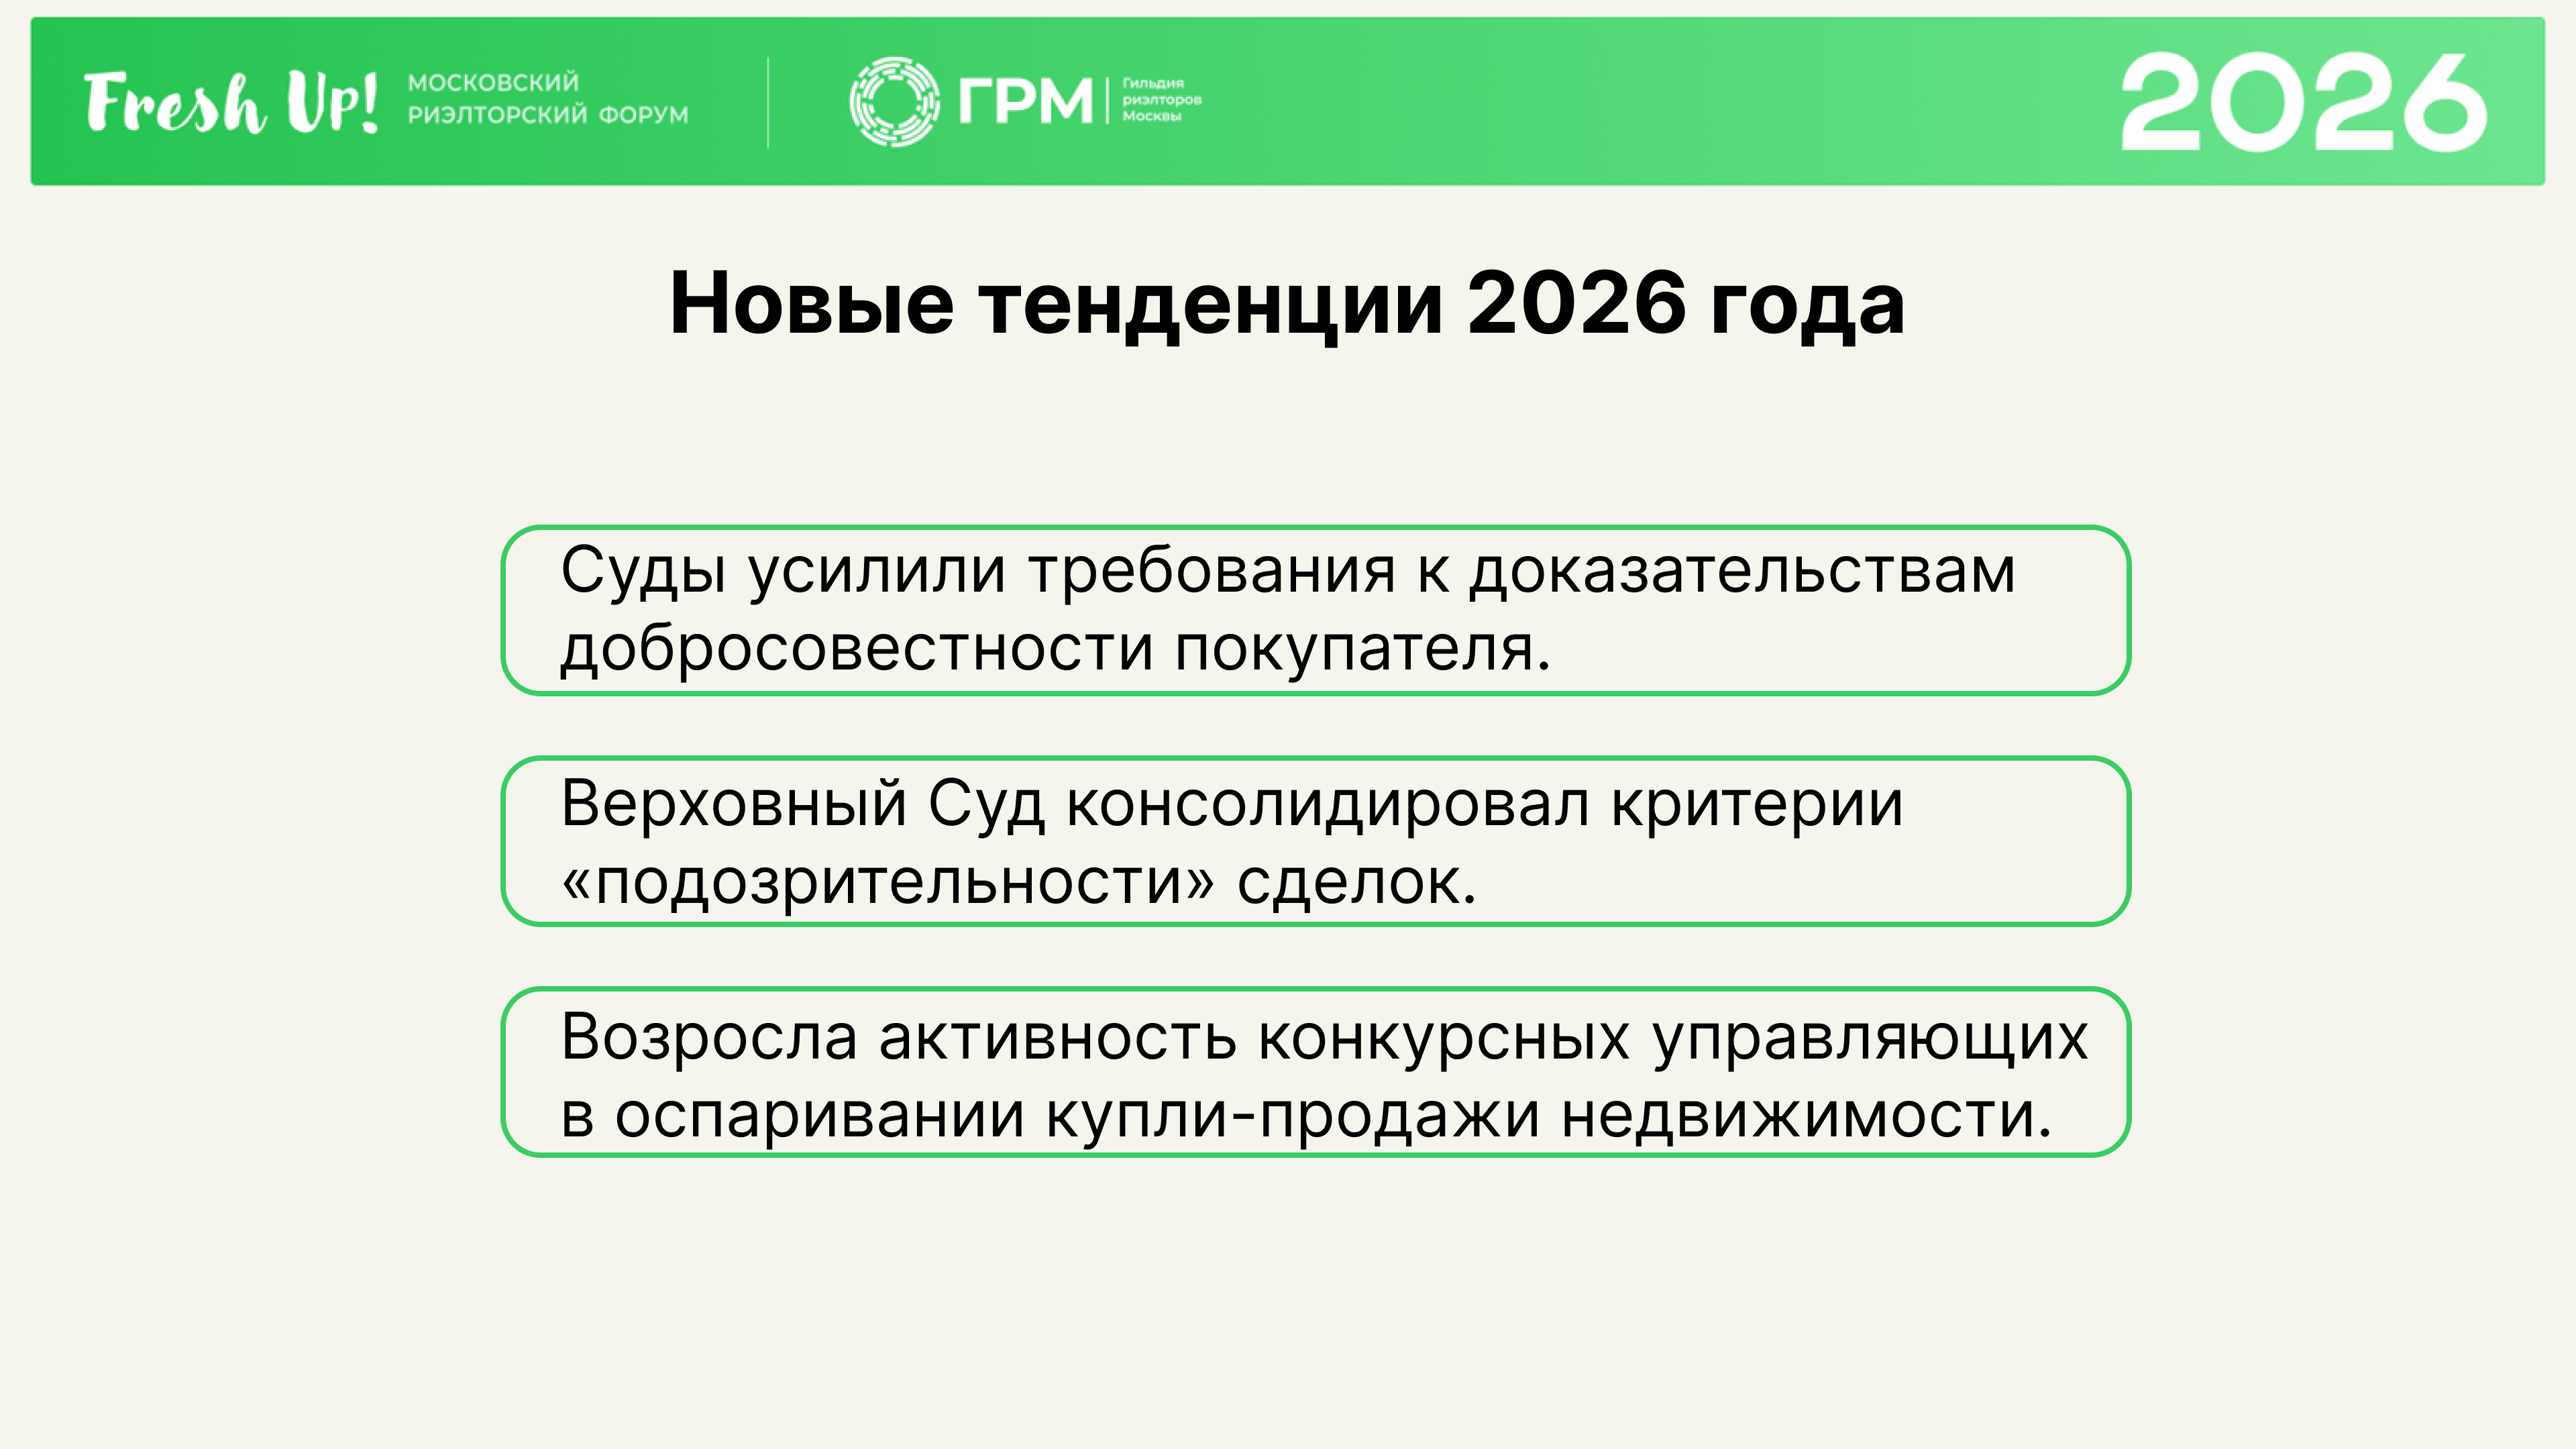 Fresh Up!
МОСКОВСКИЙ
РИЭЛТОРСКИЙ ФОРУМ
ГРМ
Гильдия
риэлторов
Москвы
2026
Новые тенденции 2026 года
Суды усилили требования к доказательствам
добросовестности покупателя.
Верховный Суд консолидировал критерии
«подозрительности» сделок.
Возросла активность конкурсных управляющих
в оспаривании купли-продажи недвижимости.